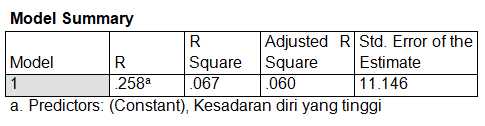 Model Summary
Model R R Square Adjusted R Square Std. Error of the Estimate
1 .258a .067 .060 11.146
a. Predictors: (Constant), Kesadaran diri yang tinggi